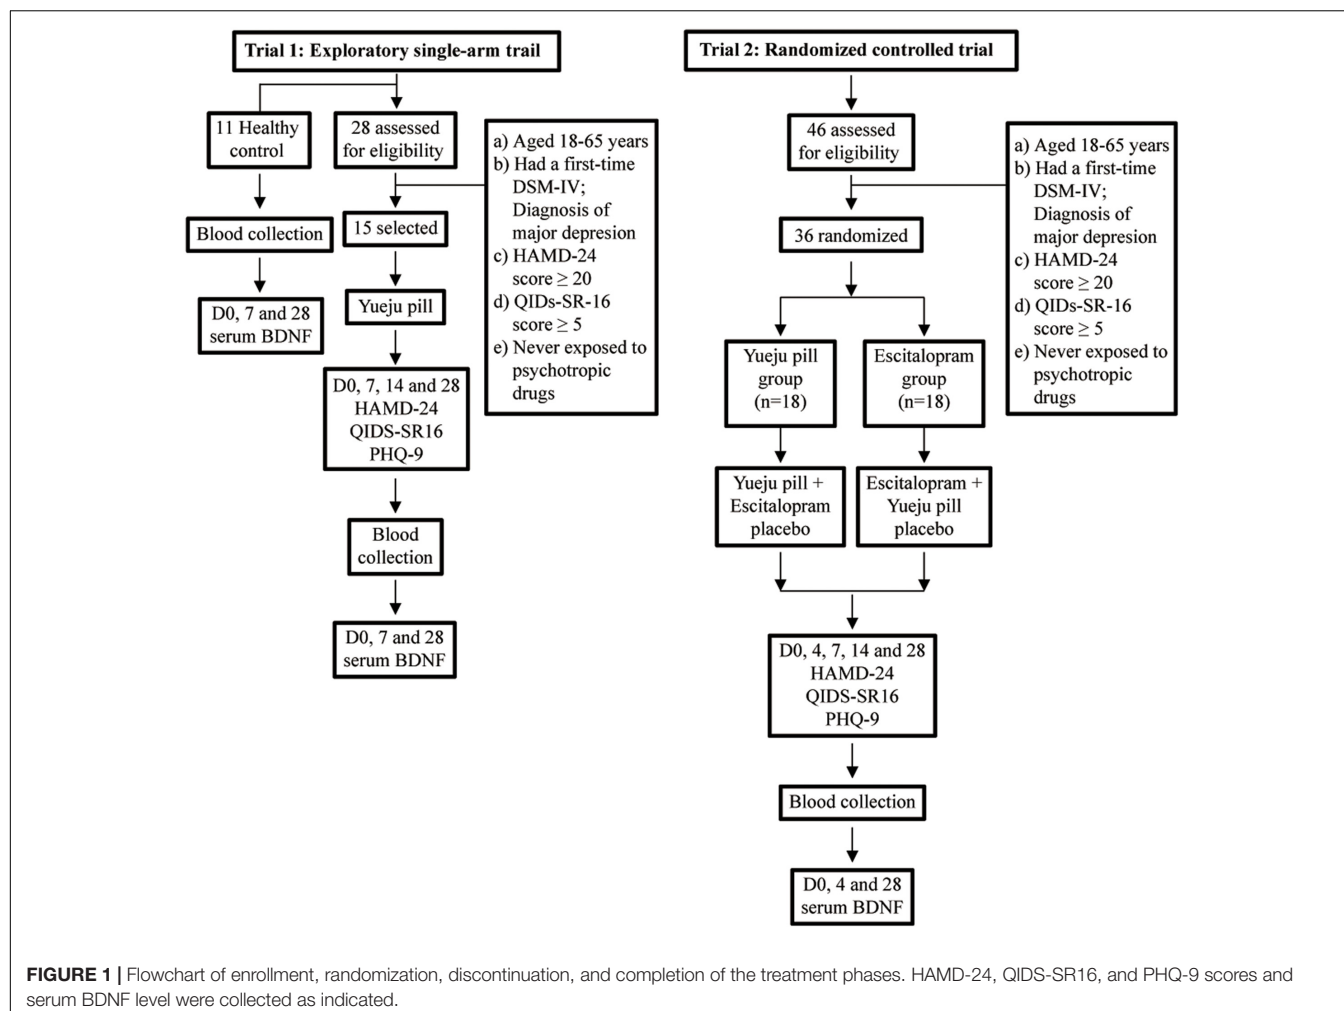 Trial 1: Exploratory single-arm trail
11 Healthy
control
28 assessed
for eligibility
a) Aged 18-65 years
b) Had a first-time
DSM-IV;
Diagnosis of
major depresion
c) HAMD-24
score ≥ 20
d) QIDs-SR-16
score ≥ 5
e) Never exposed to
psychotropic
drugs
Blood collection
15 selected
D0, 7 and 28
serum BDNF
Yueju pill
D0, 7, 14 and 28
HAMD-24
QIDS-SR16
PHQ-9
Blood
collection
D0, 7 and 28
serum BDNF
Trial 2: Randomized controlled trial
46 assessed
for eligibility
a) Aged 18-65 years
b) Had a first-time
DSM-IV;
Diagnosis of
major depresion
c) HAMD-24
score ≥ 20
d) QIDs-SR-16
score ≥ 5
e) Never exposed to
psychotropic
drugs
36 randomized
Yueju pill
group
(n=18)
Escitalopram
group
(n=18)
Yueju pill +
Escitalopram
placebo
Escitalopram +
Yueju pill
placebo
D0, 4, 7, 14 and 28
HAMD-24
QIDS-SR16
PHQ-9
Blood collection
D0, 4 and 28
serum BDNF
FIGURE 1 | Flowchart of enrollment, randomization, discontinuation, and completion of the treatment phases. HAMD-24, QIDS-SR16, and PHQ-9 scores and
serum BDNF level were collected as indicated.